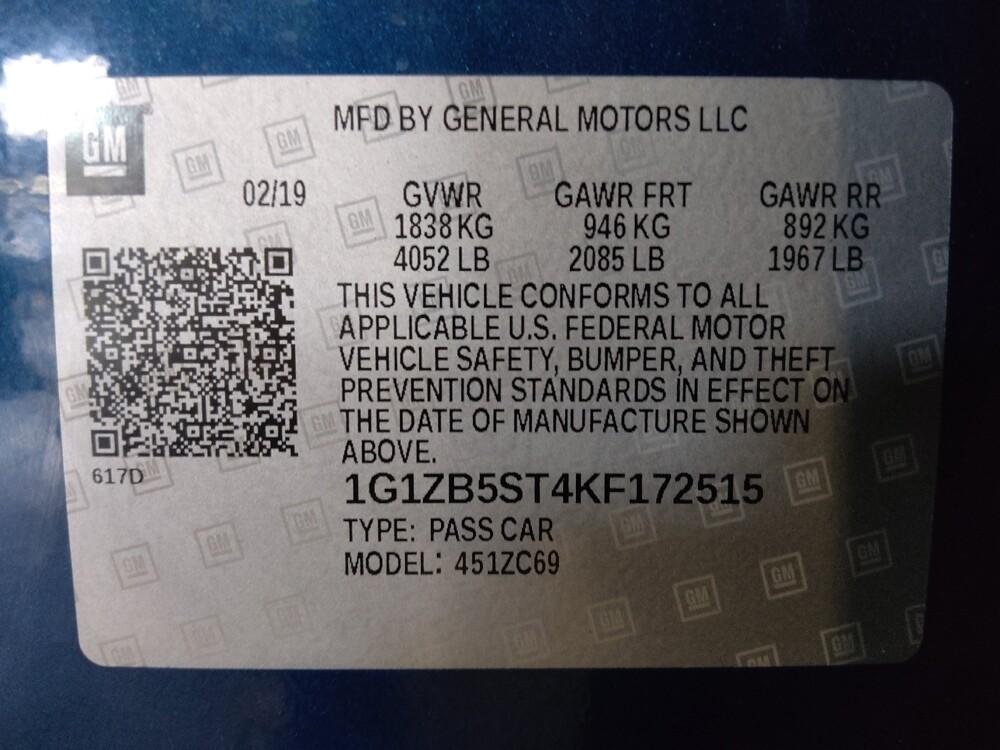 GM
MFD BY GENERAL MOTORS LLC
02/19 GVWR GAWR FRT GAWR RR
1838 KG 946 KG 892 KG
4052 LB 2085 LB 1967 LB
THIS VEHICLE CONFORMS TO ALL
APPLICABLE U.S. FEDERAL MOTOR
VEHICLE SAFETY, BUMPER, AND THEFT
PREVENTION STANDARDS IN EFFECT ON
THE DATE OF MANUFACTURE SHOWN
ABOVE.
617D
1G1ZB5ST4KF172515
TYPE: PASS CAR
MODEL: 451ZC69